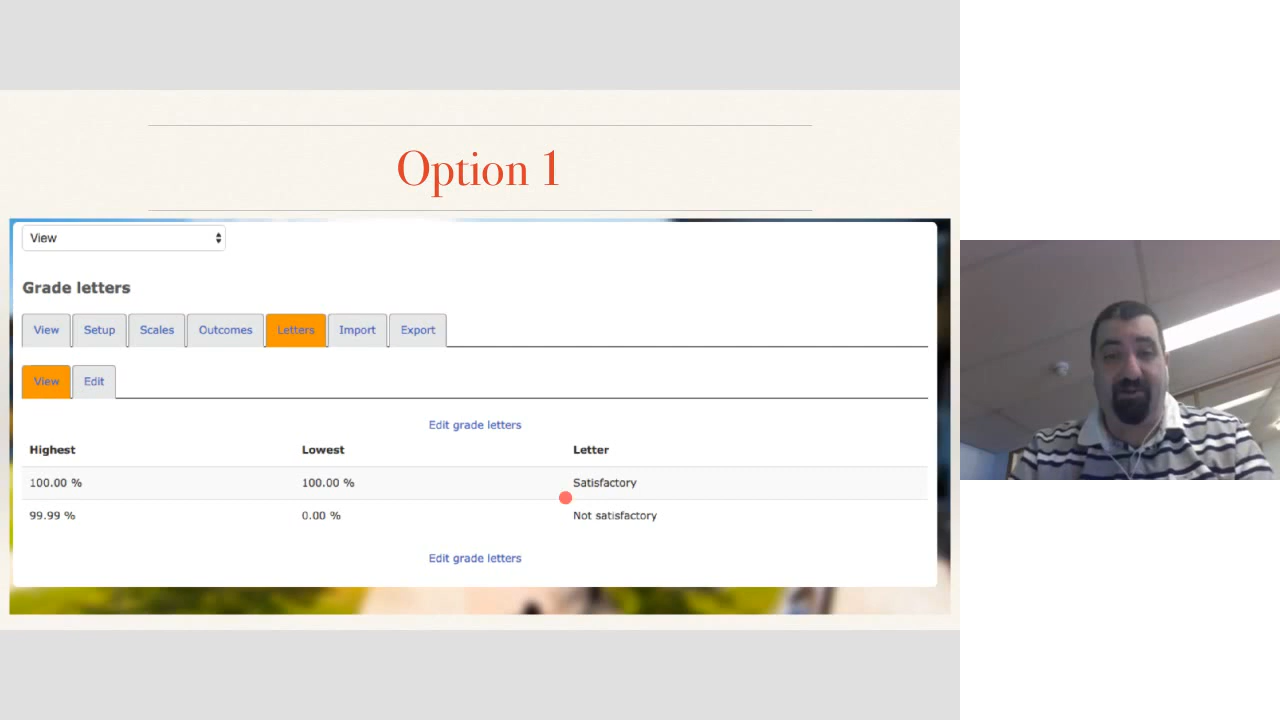 Option 1
View
Grade letters
View Setup Scales Outcomes Letters Import Export
View Edit
Edit grade letters
Highest Lowest Letter
100.00 % 100.00 % Satisfactory
99.99 % 0.00 % Not satisfactory
Edit grade letters